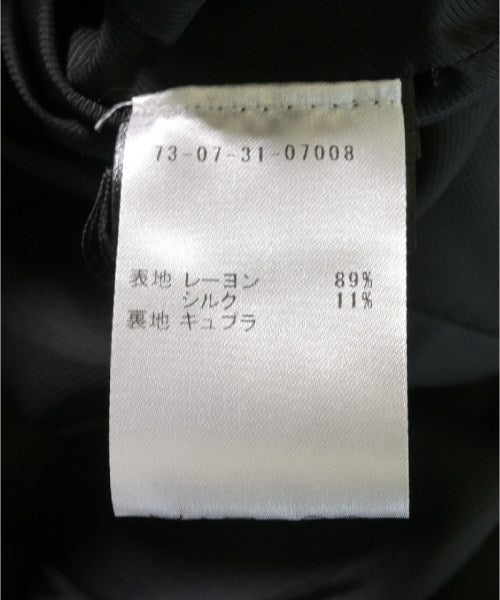 73-07-31-07008
表地 レーヨン 89%
シルク 11%
裏地 キュプラ